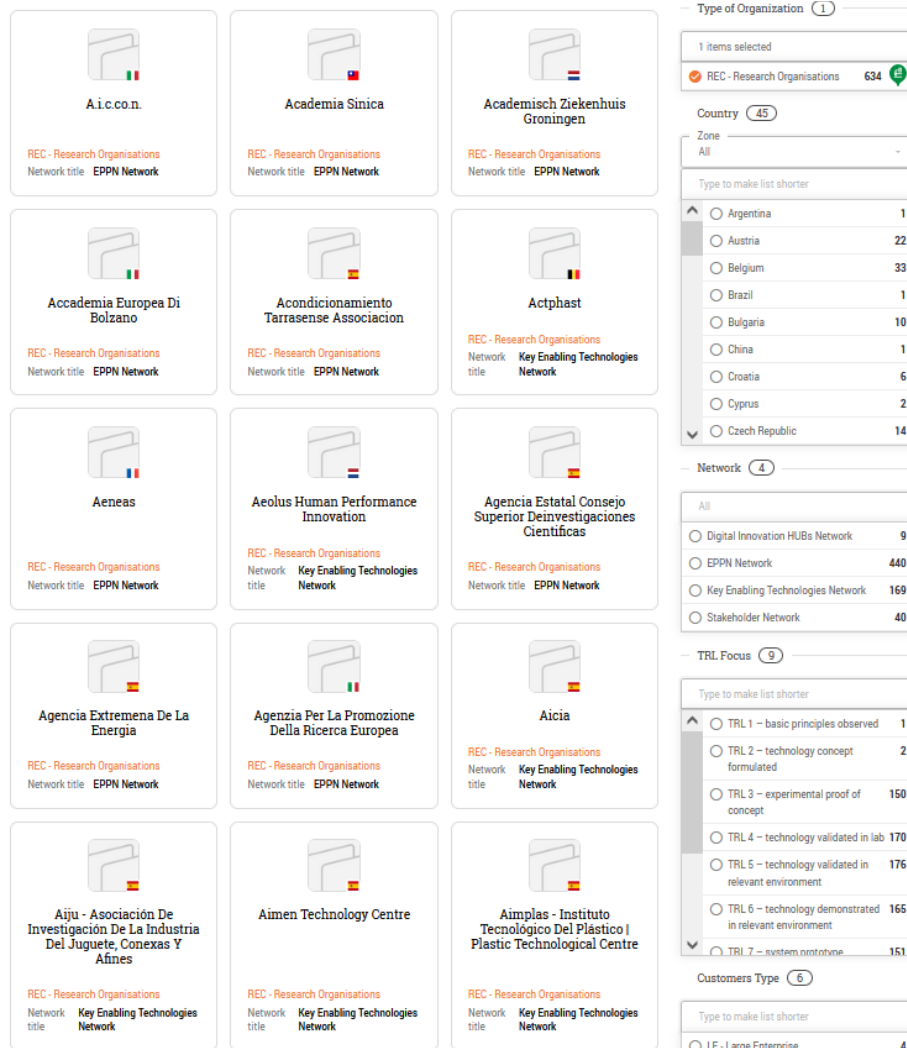 A.i.c.co.n.
REC - Research Organisations
Network title EPPN Network
Academia Sinica
REC - Research Organisations
Network title EPPN Network
Academisch Ziekenhuis
Groningen
REC - Research Organisations
Network title EPPN Network
Accademia Europea Di
Bolzano
REC - Research Organisations
Network title EPPN Network
Acondicionamiento
Tarrasense Associacion
REC - Research Organisations
Network title EPPN Network
Actphast
REC - Research Organisations
Network Key Enabling Technologies
title Network
Aeneas
REC - Research Organisations
Network title EPPN Network
Aeolus Human Performance
Innovation
REC - Research Organisations
Network Key Enabling Technologies
title Network
Agencia Estatal Consejo
Superior Deinvestigaciones
Cientificas
REC - Research Organisations
Network title EPPN Network
Agencia Extremena De La
Energia
REC - Research Organisations
Network title EPPN Network
Agenzia Per La Promozione
Della Ricerca Europea
REC - Research Organisations
Network title EPPN Network
Aicia
REC - Research Organisations
Network Key Enabling Technologies
title Network
Aiju - Asociación De
Investigación De La Industria
Del Juguete, Conexas Y
Afines
REC - Research Organisations
Network Key Enabling Technologies
title Network
Aimen Technology Centre
REC - Research Organisations
Network Key Enabling Technologies
title Network
Aimplas - Instituto
Tecnológico Del Plástico |
Plastic Technological Centre
REC - Research Organisations
Network Key Enabling Technologies
title Network
Type of Organization 1
1 items selected
REC - Research Organisations 634
Country 45
Zone
All
Type to make list shorter
Argentina 1
Austria 22
Belgium 33
Brazil 1
Bulgaria 10
China 1
Croatia 6
Cyprus 2
Czech Republic 14
Network 4
All
Digital Innovation HUBs Network 9
EPPN Network 440
Key Enabling Technologies Network 169
Stakeholder Network 40
TRL Focus 9
Type to make list shorter
TRL 1 – basic principles observed 1
TRL 2 – technology concept 2
formulated
TRL 3 – experimental proof of 150
concept
TRL 4 – technology validated in lab 170
TRL 5 – technology validated in 176
relevant environment
TRL 6 – technology demonstrated 165
in relevant environment
TRL 7 – system prototype 151
Customers Type 6
Type to make list shorter
LE - Large Enterprise 4